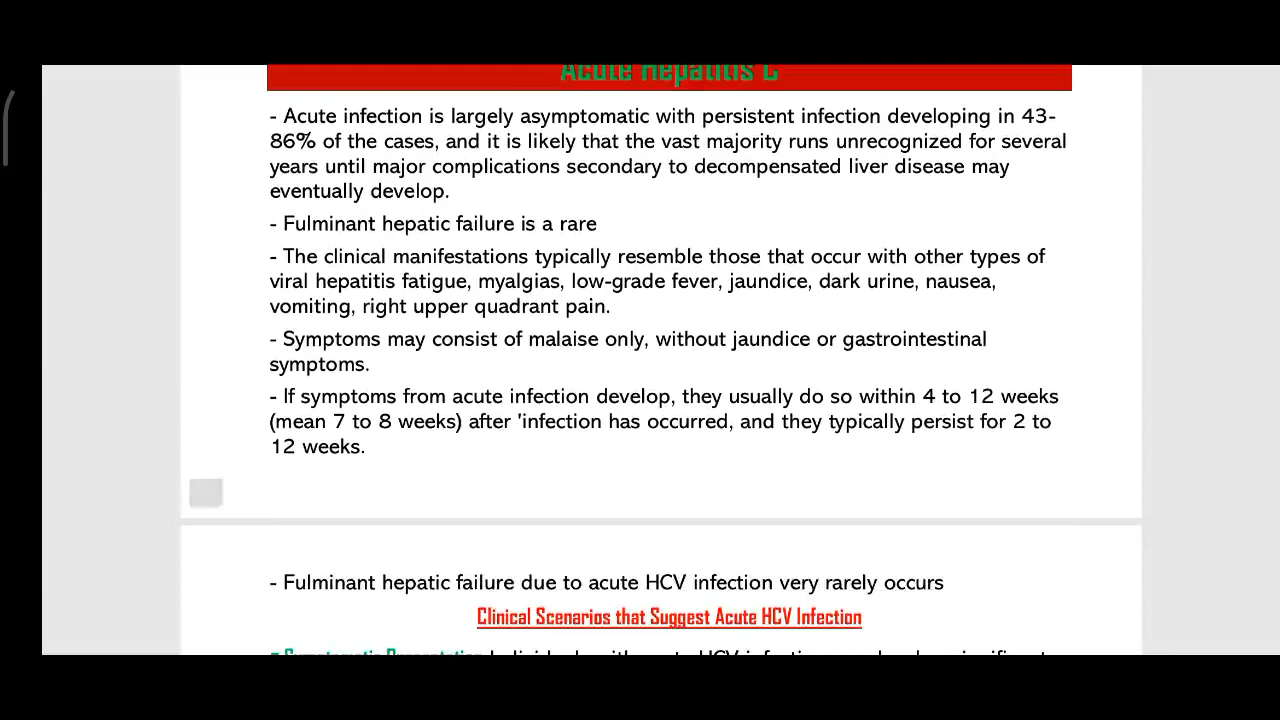 Acute Hepatitis C
- Acute infection is largely asymptomatic with persistent infection developing in 43-
86% of the cases, and it is likely that the vast majority runs unrecognized for several
years until major complications secondary to decompensated liver disease may
eventually develop.
- Fulminant hepatic failure is a rare
- The clinical manifestations typically resemble those that occur with other types of
viral hepatitis fatigue, myalgias, low-grade fever, jaundice, dark urine, nausea,
vomiting, right upper quadrant pain.
- Symptoms may consist of malaise only, without jaundice or gastrointestinal
symptoms.
- If symptoms from acute infection develop, they usually do so within 4 to 12 weeks
(mean 7 to 8 weeks) after 'infection has occurred, and they typically persist for 2 to
12 weeks.
- Fulminant hepatic failure due to acute HCV infection very rarely occurs
Clinical Scenarios that Suggest Acute HCV Infection